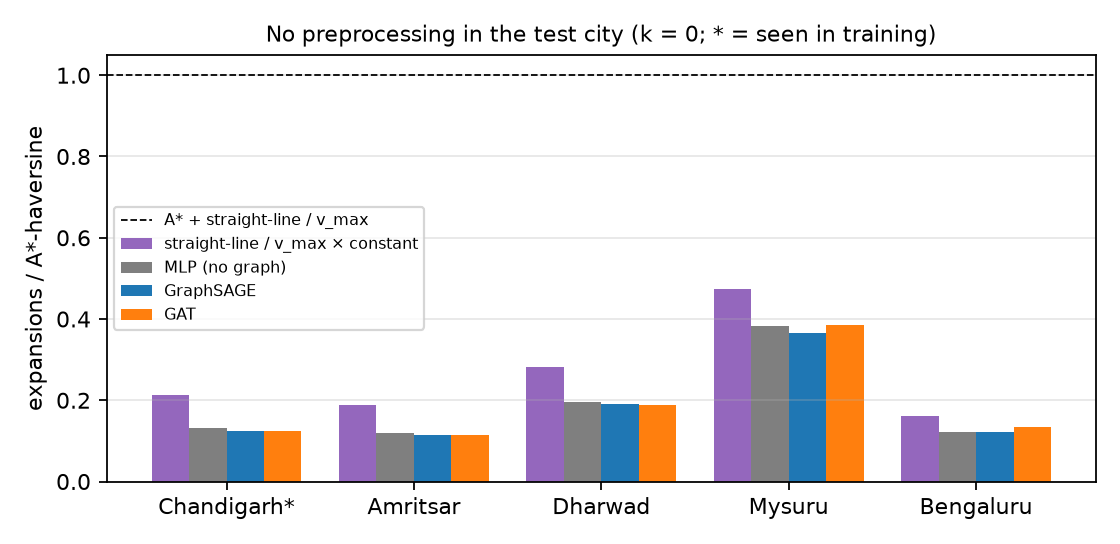 No preprocessing in the test city (k = 0; * = seen in training)
expansions / A*-haversine
1.0
0.8
0.6
0.4
0.2
0.0
A* + straight-line / v_max
straight-line / v_max × constant
MLP (no graph)
GraphSAGE
GAT
Chandigarh*
Amritsar
Dharwad
Mysuru
Bengaluru